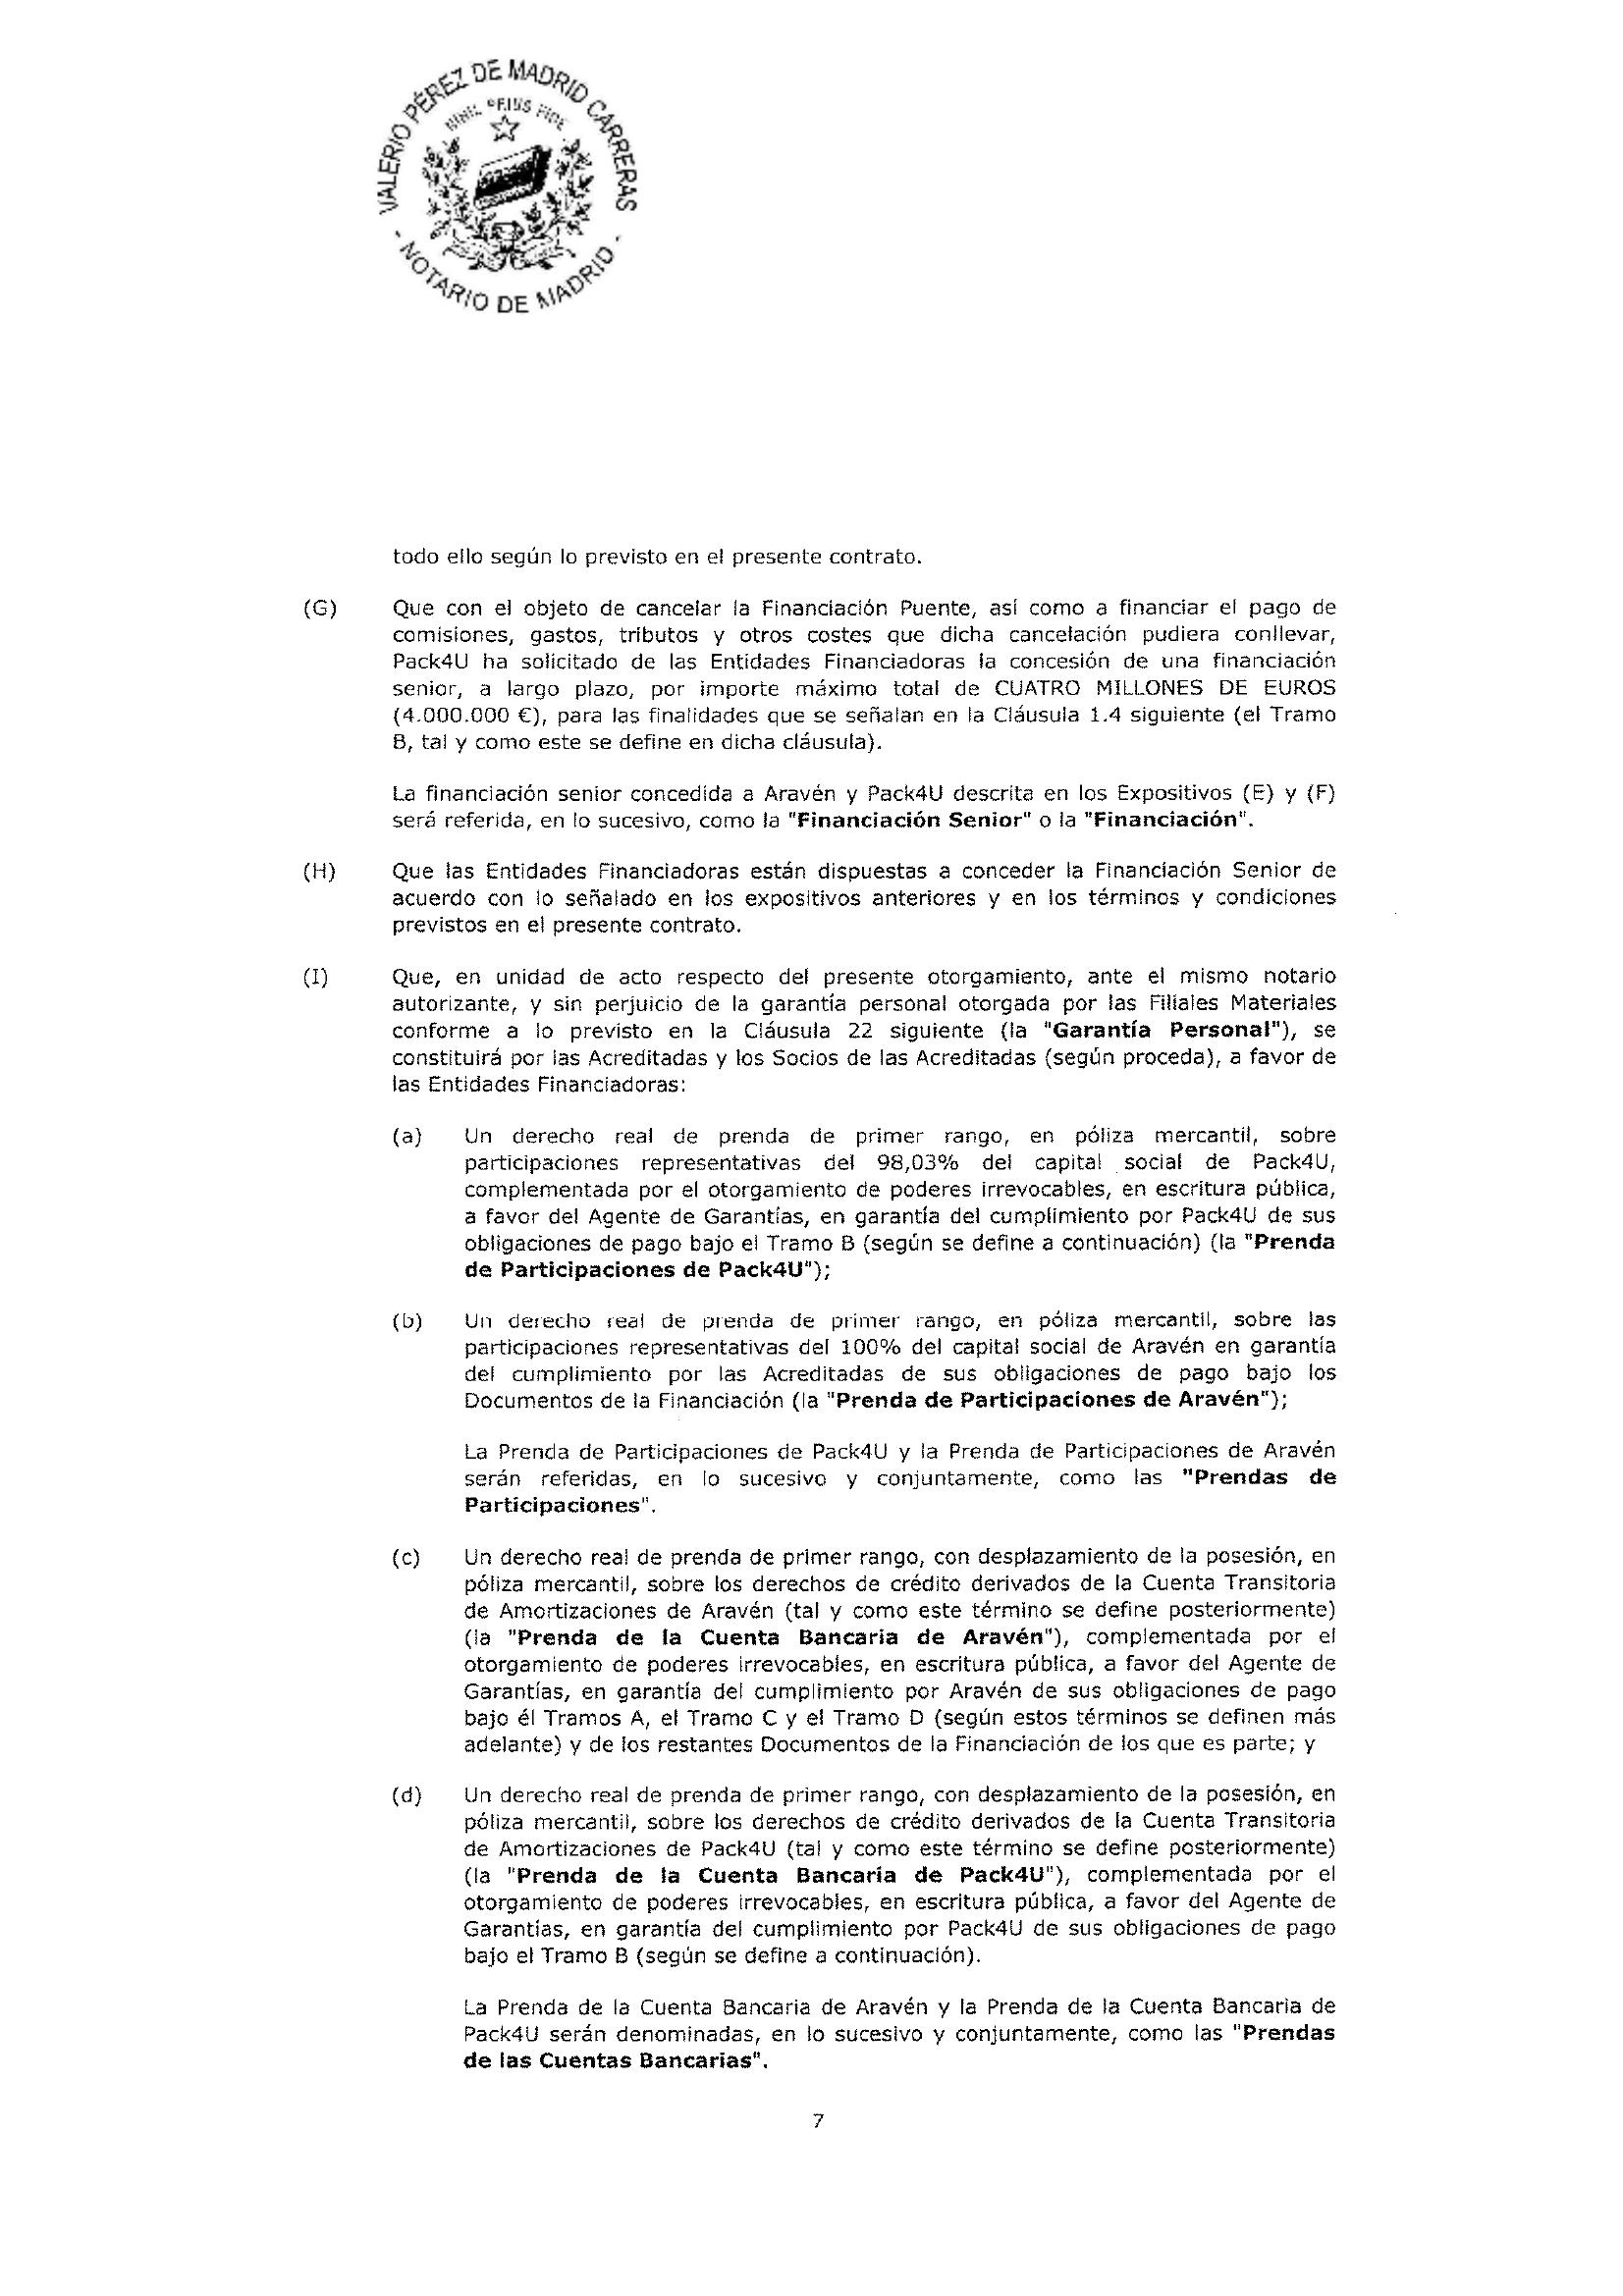 VALERIO PÉREZ DE MADRID CARRERAS
NIHIL PRIUS FIDE
- NOTARIO DE MADRID -
todo ello según lo previsto en el presente contrato.
(G) Que con el objeto de cancelar la Financiación Puente, así como a financiar el pago de
comisiones, gastos, tributos y otros costes que dicha cancelación pudiera conllevar,
Pack4U ha solicitado de las Entidades Financiadoras la concesión de una financiación
senior, a largo plazo, por importe máximo total de CUATRO MILLONES DE EUROS
(4.000.000 €), para las finalidades que se señalan en la Cláusula 1.4 siguiente (el Tramo
B, tal y como este se define en dicha cláusula).
La financiación senior concedida a Aravén y Pack4U descrita en los Expositivos (E) y (F)
será referida, en lo sucesivo, como la "Financiación Senior" o la "Financiación".
(H) Que las Entidades Financiadoras están dispuestas a conceder la Financiación Senior de
acuerdo con lo señalado en los expositivos anteriores y en los términos y condiciones
previstos en el presente contrato.
(I) Que, en unidad de acto respecto del presente otorgamiento, ante el mismo notario
autorizante, y sin perjuicio de la garantía personal otorgada por las Filiales Materiales
conforme a lo previsto en la Cláusula 22 siguiente (la "Garantía Personal"), se
constituirá por las Acreditadas y los Socios de las Acreditadas (según proceda), a favor de
las Entidades Financiadoras:
(a) Un derecho real de prenda de primer rango, en póliza mercantil, sobre
participaciones representativas del 98,03% del capital social de Pack4U,
complementada por el otorgamiento de poderes irrevocables, en escritura pública,
a favor del Agente de Garantías, en garantía del cumplimiento por Pack4U de sus
obligaciones de pago bajo el Tramo B (según se define a continuación) (la "Prenda
de Participaciones de Pack4U");
(b) Un derecho real de prenda de primer rango, en póliza mercantil, sobre las
participaciones representativas del 100% del capital social de Aravén en garantía
del cumplimiento por las Acreditadas de sus obligaciones de pago bajo los
Documentos de la Financiación (la "Prenda de Participaciones de Aravén");
La Prenda de Participaciones de Pack4U y la Prenda de Participaciones de Aravén
serán referidas, en lo sucesivo y conjuntamente, como las "Prendas de
Participaciones".
(c) Un derecho real de prenda de primer rango, con desplazamiento de la posesión, en
póliza mercantil, sobre los derechos de crédito derivados de la Cuenta Transitoria
de Amortizaciones de Aravén (tal y como este término se define posteriormente)
(la "Prenda de la Cuenta Bancaria de Aravén"), complementada por el
otorgamiento de poderes irrevocables, en escritura pública, a favor del Agente de
Garantías, en garantía del cumplimiento por Aravén de sus obligaciones de pago
bajo él Tramos A, el Tramo C y el Tramo D (según estos términos se definen más
adelante) y de los restantes Documentos de la Financiación de los que es parte; y
(d) Un derecho real de prenda de primer rango, con desplazamiento de la posesión, en
póliza mercantil, sobre los derechos de crédito derivados de la Cuenta Transitoria
de Amortizaciones de Pack4U (tal y como este término se define posteriormente)
(la "Prenda de la Cuenta Bancaria de Pack4U"), complementada por el
otorgamiento de poderes irrevocables, en escritura pública, a favor del Agente de
Garantías, en garantía del cumplimiento por Pack4U de sus obligaciones de pago
bajo el Tramo B (según se define a continuación).
La Prenda de la Cuenta Bancaria de Aravén y la Prenda de la Cuenta Bancaria de
Pack4U serán denominadas, en lo sucesivo y conjuntamente, como las "Prendas
de las Cuentas Bancarias".
7